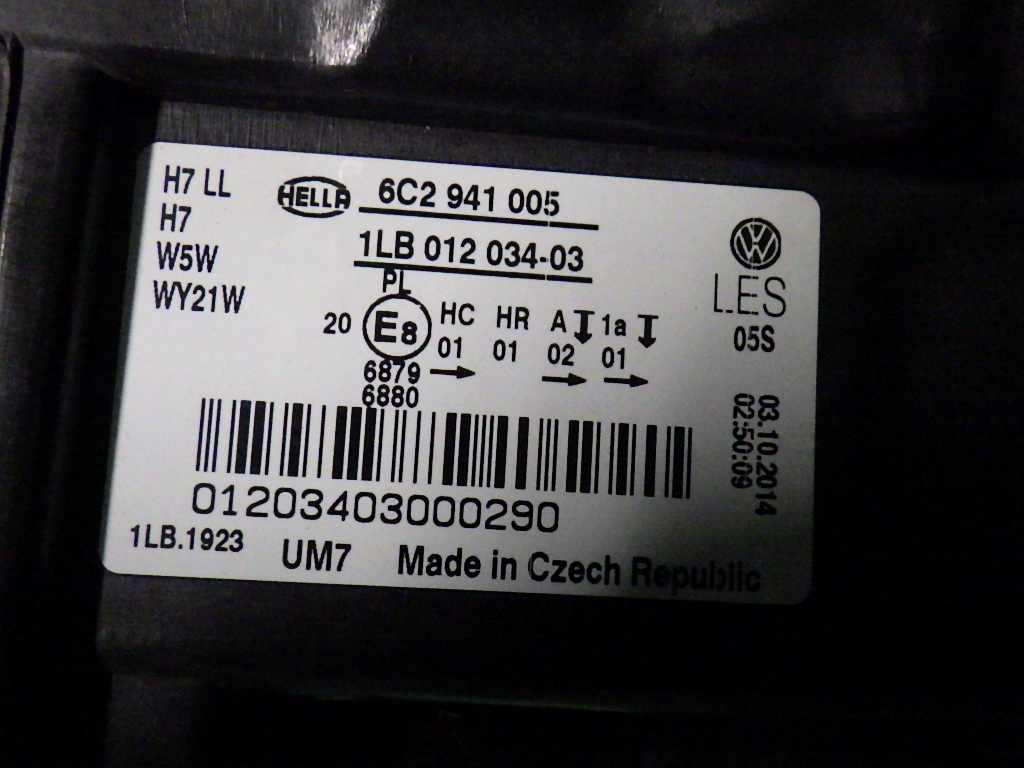 H7 LL
H7
W5W
WY21W
HELLA
6C2 941 005
1LB 012 034-03
PL
20 E8
HC HR A 1a
01 01 02 01
6879
6880
LES
05S
03.10.2014
02:50:09
01203403000290
1LB.1923
UM7 Made in Czech Republic